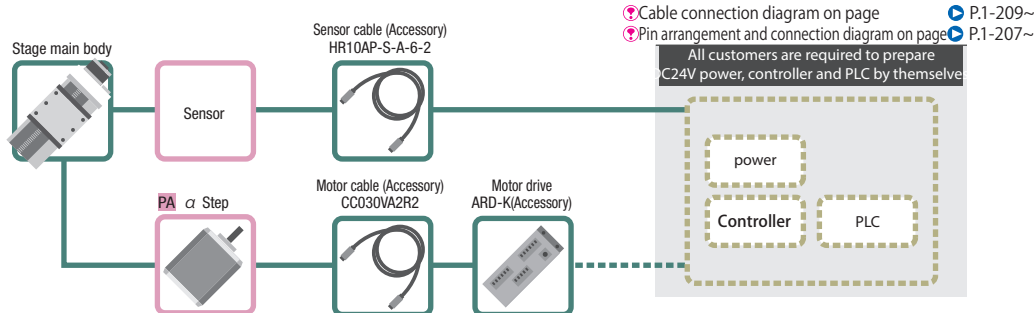 Cable connection diagram on page P.1-209~
Pin arrangement and connection diagram on page P.1-207~
Sensor cable (Accessory)
HR10AP-S-A-6-2
Stage main body
All customers are required to prepare
DC24V power, controller and PLC by themselve
Sensor
power
Controller
PLC
PA α Step
Motor cable (Accessory)
CC030VA2R2
Motor drive
ARD-K(Accessory)